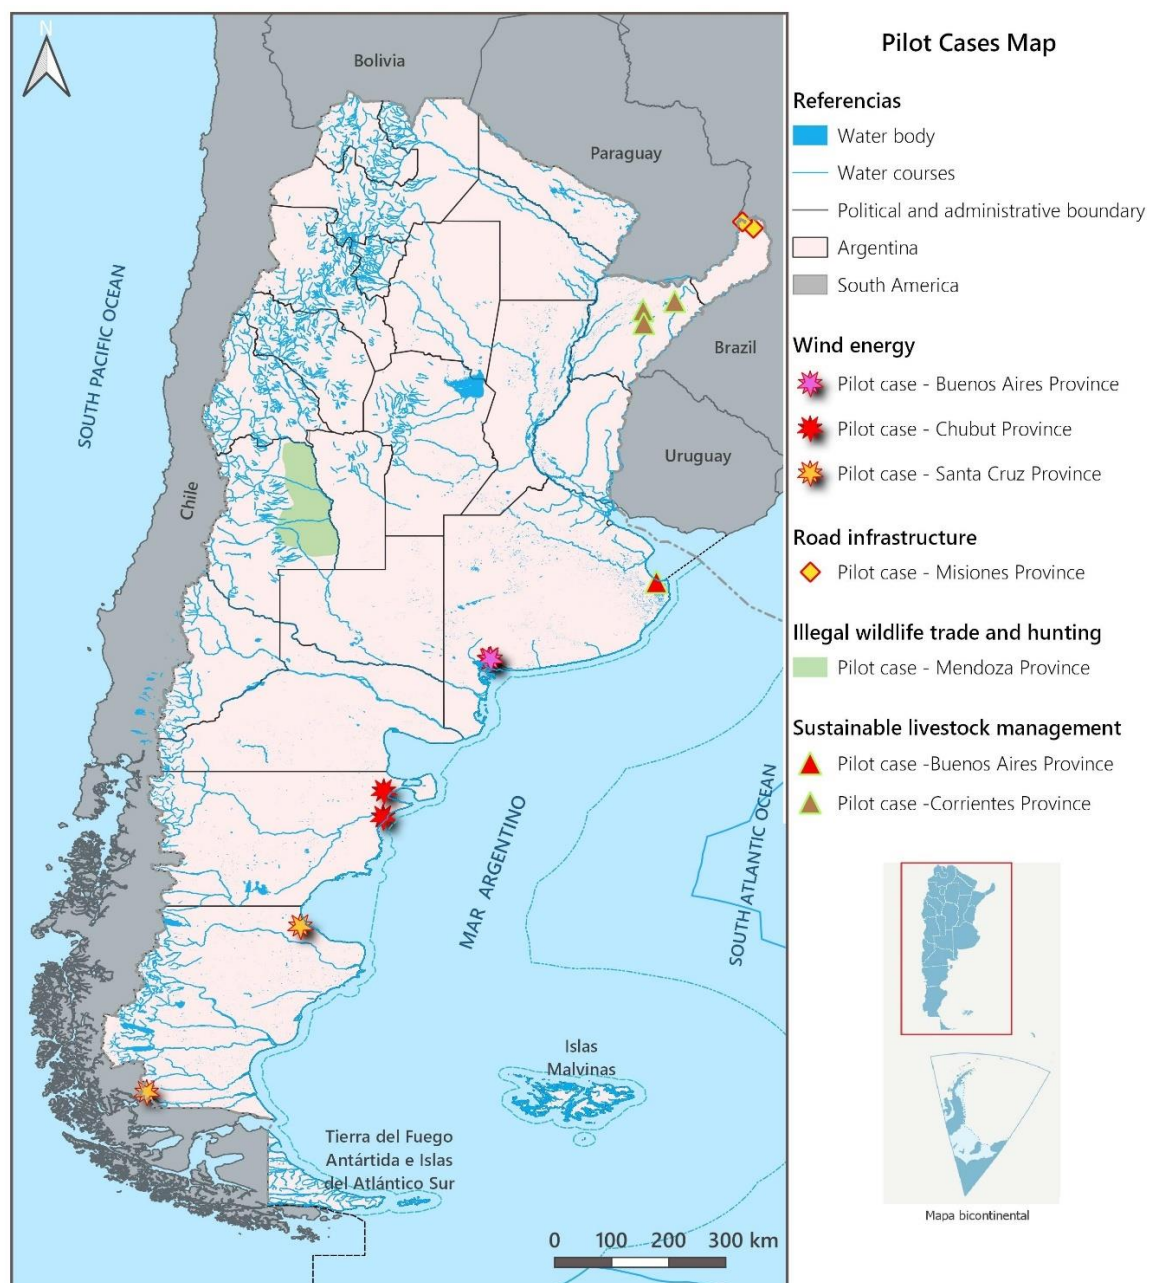 N
Bolivia
Paraguay
Brazil
Uruguay
Chile
SOUTH PACIFIC OCEAN
MAR ARGENTINO
SOUTH ATLANTIC OCEAN
Islas
Malvinas
Tierra del Fuego
Antártida e Islas
del Atlántico Sur
0 100 200 300 km
Pilot Cases Map
Referencias
Water body
Water courses
Political and administrative boundary
Argentina
South America
Wind energy
Pilot case - Buenos Aires Province
Pilot case - Chubut Province
Pilot case - Santa Cruz Province
Road infrastructure
Pilot case - Misiones Province
Illegal wildlife trade and hunting
Pilot case - Mendoza Province
Sustainable livestock management
Pilot case -Buenos Aires Province
Pilot case -Corrientes Province
Mapa bicontinental